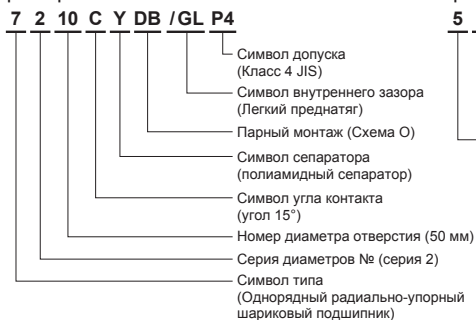 7 2 10 C Y DB /GL P4
5
Символ допуска
(Класс 4 JIS)
Символ внутреннего зазора
(Легкий преднатяг)
Парный монтаж (Схема О)
Символ сепаратора
(полиамидный сепаратор)
Символ угла контакта
(угол 15°)
Номер диаметра отверстия (50 мм)
Серия диаметров № (серия 2)
Символ типа
(Однорядный радиально-упорный
шариковый подшипник)